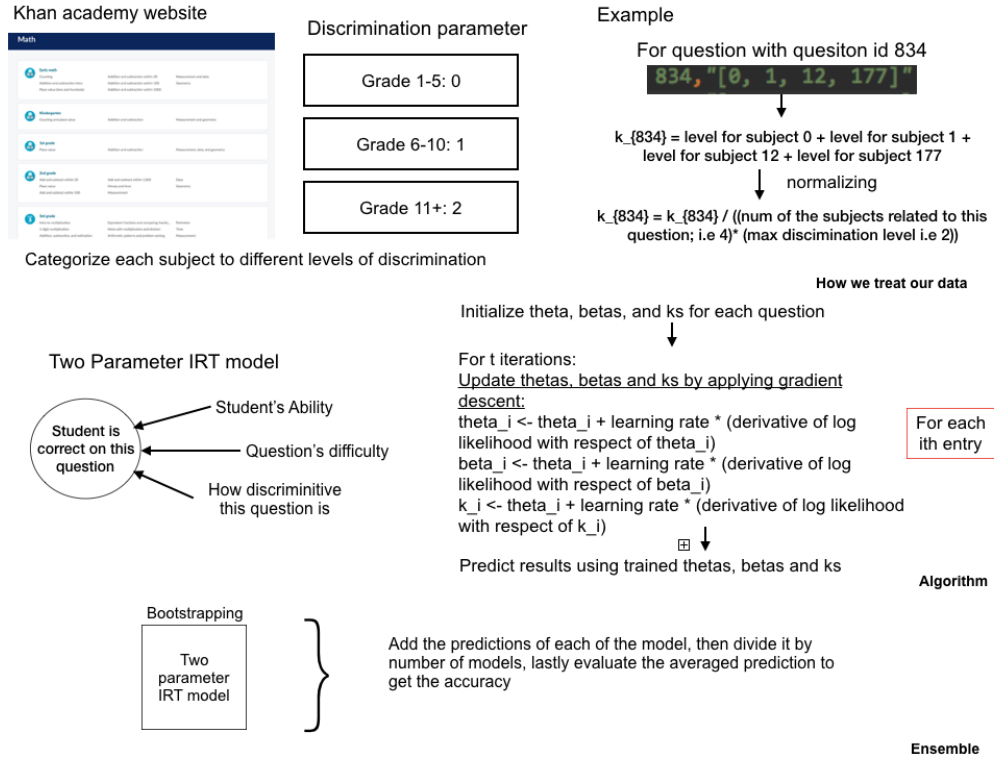 Khan academy website
Math
Early math
Kindergarten
1st grade
2nd grade
3rd grade
Categorize each subject to different levels of discrimination
Discrimination parameter
Grade 1-5: 0
Grade 6-10: 1
Grade 11+: 2
Example
For question with quesiton id 834
834,"[0, 1, 12, 177]"
k_{834} = level for subject 0 + level for subject 1 +
level for subject 12 + level for subject 177
normalizing
k_{834} = k_{834} / ((num of the subjects related to this
question; i.e 4)* (max discimination level i.e 2))
How we treat our data
Two Parameter IRT model
Student is
correct on this
question
Student's Ability
Question's difficulty
How discriminitive
this question is
Initialize theta, betas, and ks for each question
For t iterations:
Update thetas, betas and ks by applying gradient
descent:
theta_i <- theta_i + learning rate * (derivative of log
likelihood with respect of theta_i)
beta_i <- theta_i + learning rate * (derivative of log
likelihood with respect of beta_i)
k_i <- theta_i + learning rate * (derivative of log likelihood
with respect of k_i)
For each
ith entry
Predict results using trained thetas, betas and ks
Algorithm
Bootstrapping
Two
parameter
IRT model
Add the predictions of each of the model, then divide it by
number of models, lastly evaluate the averaged prediction to
get the accuracy
Ensemble